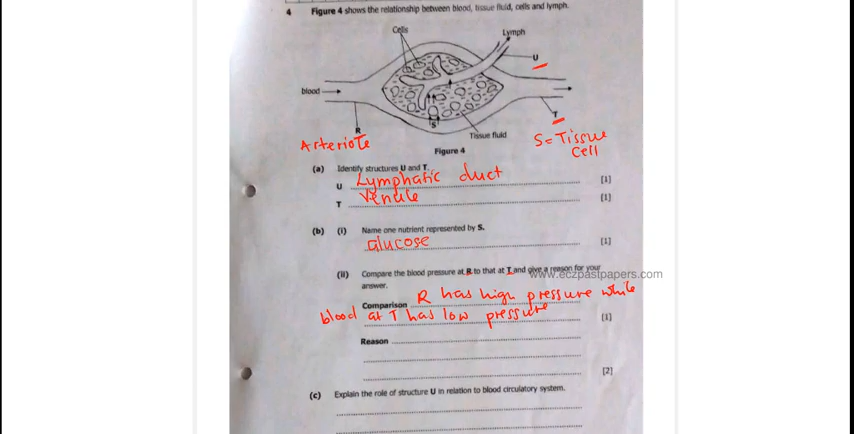 4 Figure 4 shows the relationship between blood, tissue fluid, cells and lymph.
Cells
Lymph
U
blood
R
T
S
Tissue fluid
Arteriole
S= Tissue
Cell
Figure 4
(a) Identify structures U and T.
U Lymphatic duct [1]
T Venule [1]
(b) (i) Name one nutrient represented by S.
Glucose [1]
(ii) Compare the blood pressure at R to that at T and give a reason for your
www.eczpastpapers.com
answer.
Comparison R has high pressure while
blood at T has low pressure [1]
Reason
[2]
(c) Explain the role of structure U in relation to blood circulatory system.